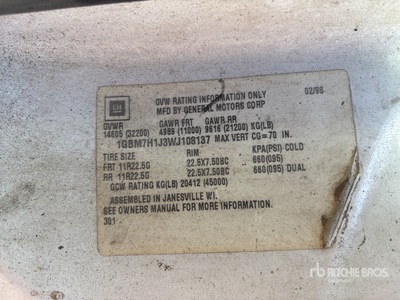 GM
GVW RATING INFORMATION ONLY
MFD BY GENERAL MOTORS CORP
02/98
GVWR GAWR FRT GAWR RR
14605 (32200) 4989 (11000) 9616 (21200) KG(LB)
1GBM7H1J3WJ108137 MAX VERT CG=70 IN.
TIRE SIZE RIM KPA(PSI) COLD
FRT 11R22.5G 22.5X7.50BC 660(095)
RR 11R22.5G 22.5X7.50BC 660(095) DUAL
GCW RATING KG(LB) 20412 (45000)
ASSEMBLED IN JANESVILLE WI.
SEE OWNERS MANUAL FOR MORE INFORMATION.
301
rb RITCHIE BROS.